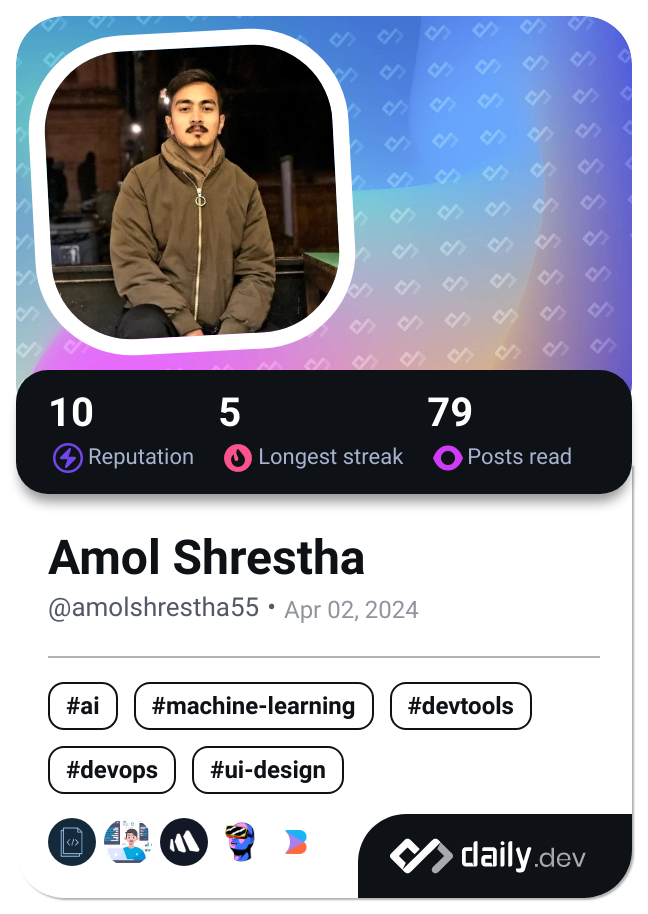 10 5 79
Reputation Longest streak Posts read
Amol Shrestha
@amolshrestha55 • Apr 02, 2024
#ai #machine-learning #devtools
#devops #ui-design
daily.dev